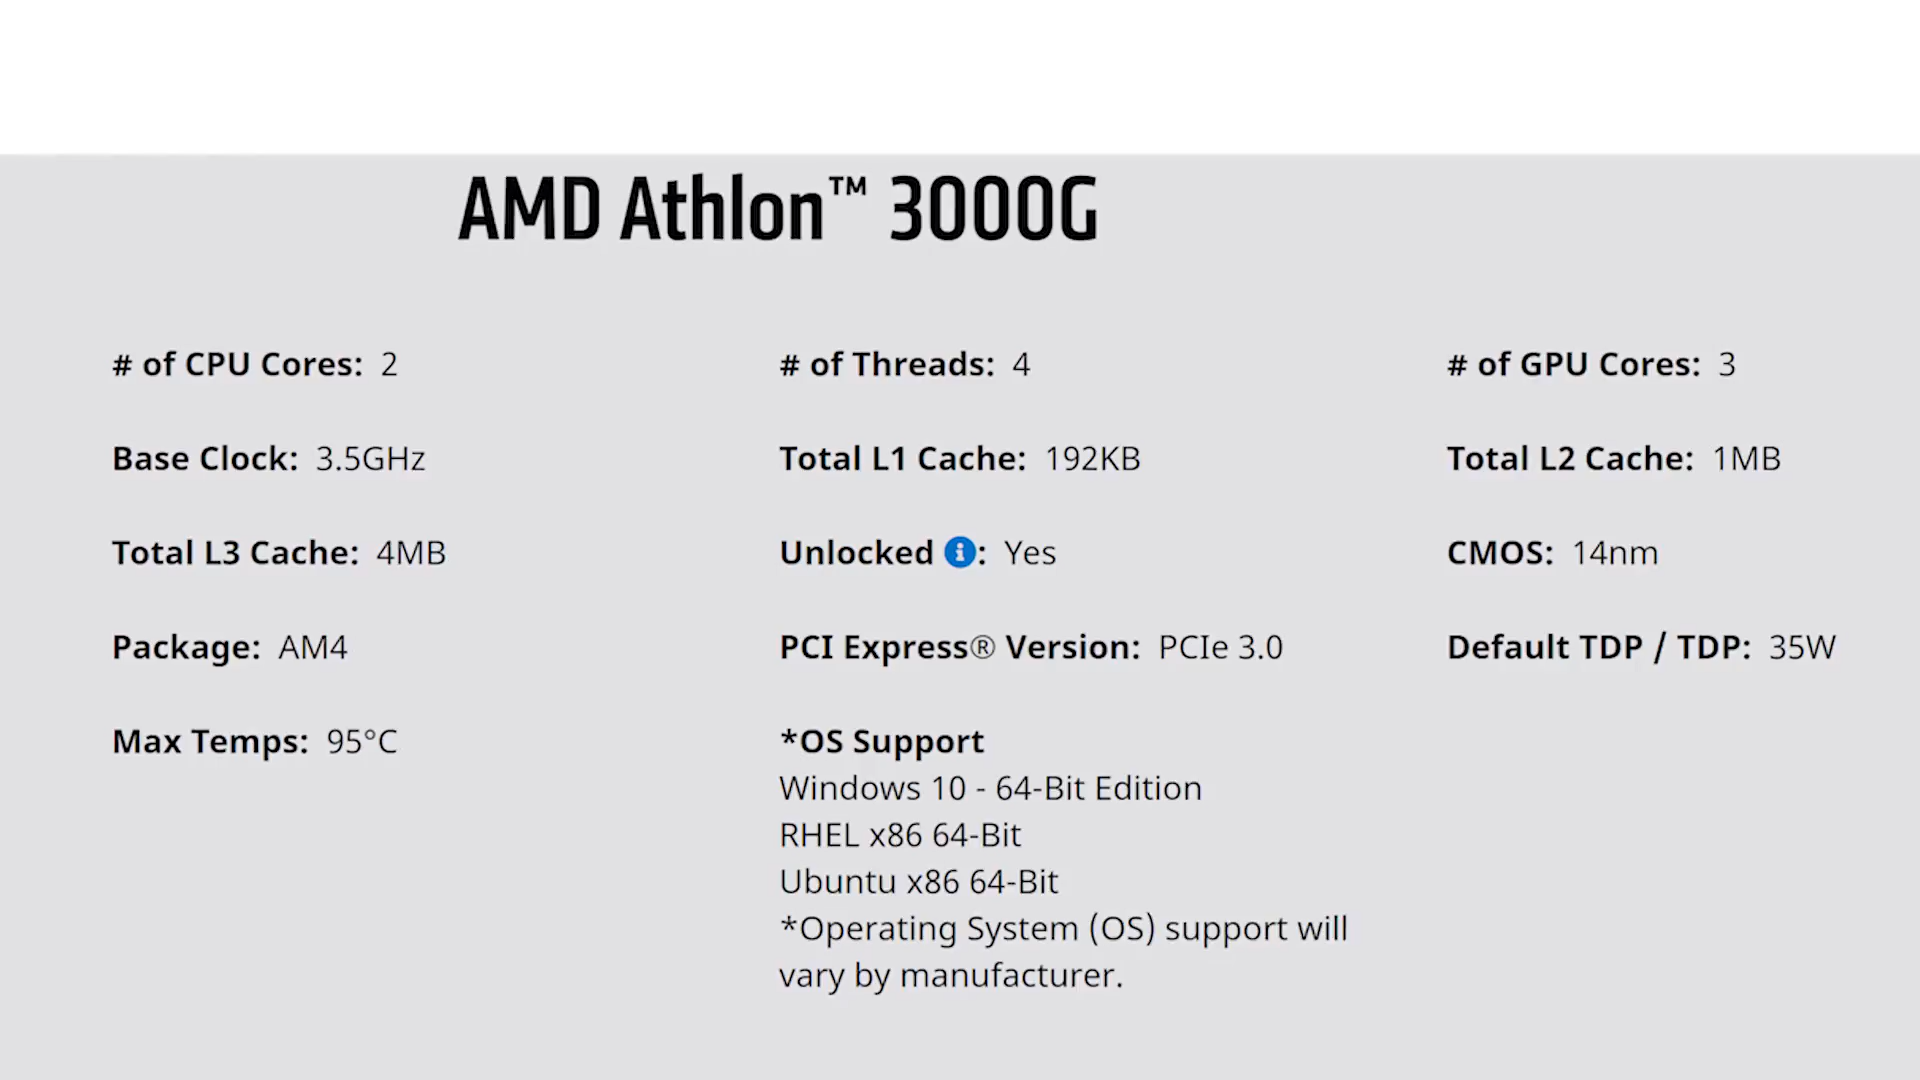 AMD Athlon™ 3000G
# of CPU Cores: 2
# of Threads: 4
# of GPU Cores: 3
Base Clock: 3.5GHz
Total L1 Cache: 192KB
Total L2 Cache: 1MB
Total L3 Cache: 4MB
Unlocked i: Yes
CMOS: 14nm
Package: AM4
PCI Express® Version: PCIe 3.0
Default TDP / TDP: 35W
Max Temps: 95°C
*OS Support
Windows 10 - 64-Bit Edition
RHEL x86 64-Bit
Ubuntu x86 64-Bit
*Operating System (OS) support will
vary by manufacturer.